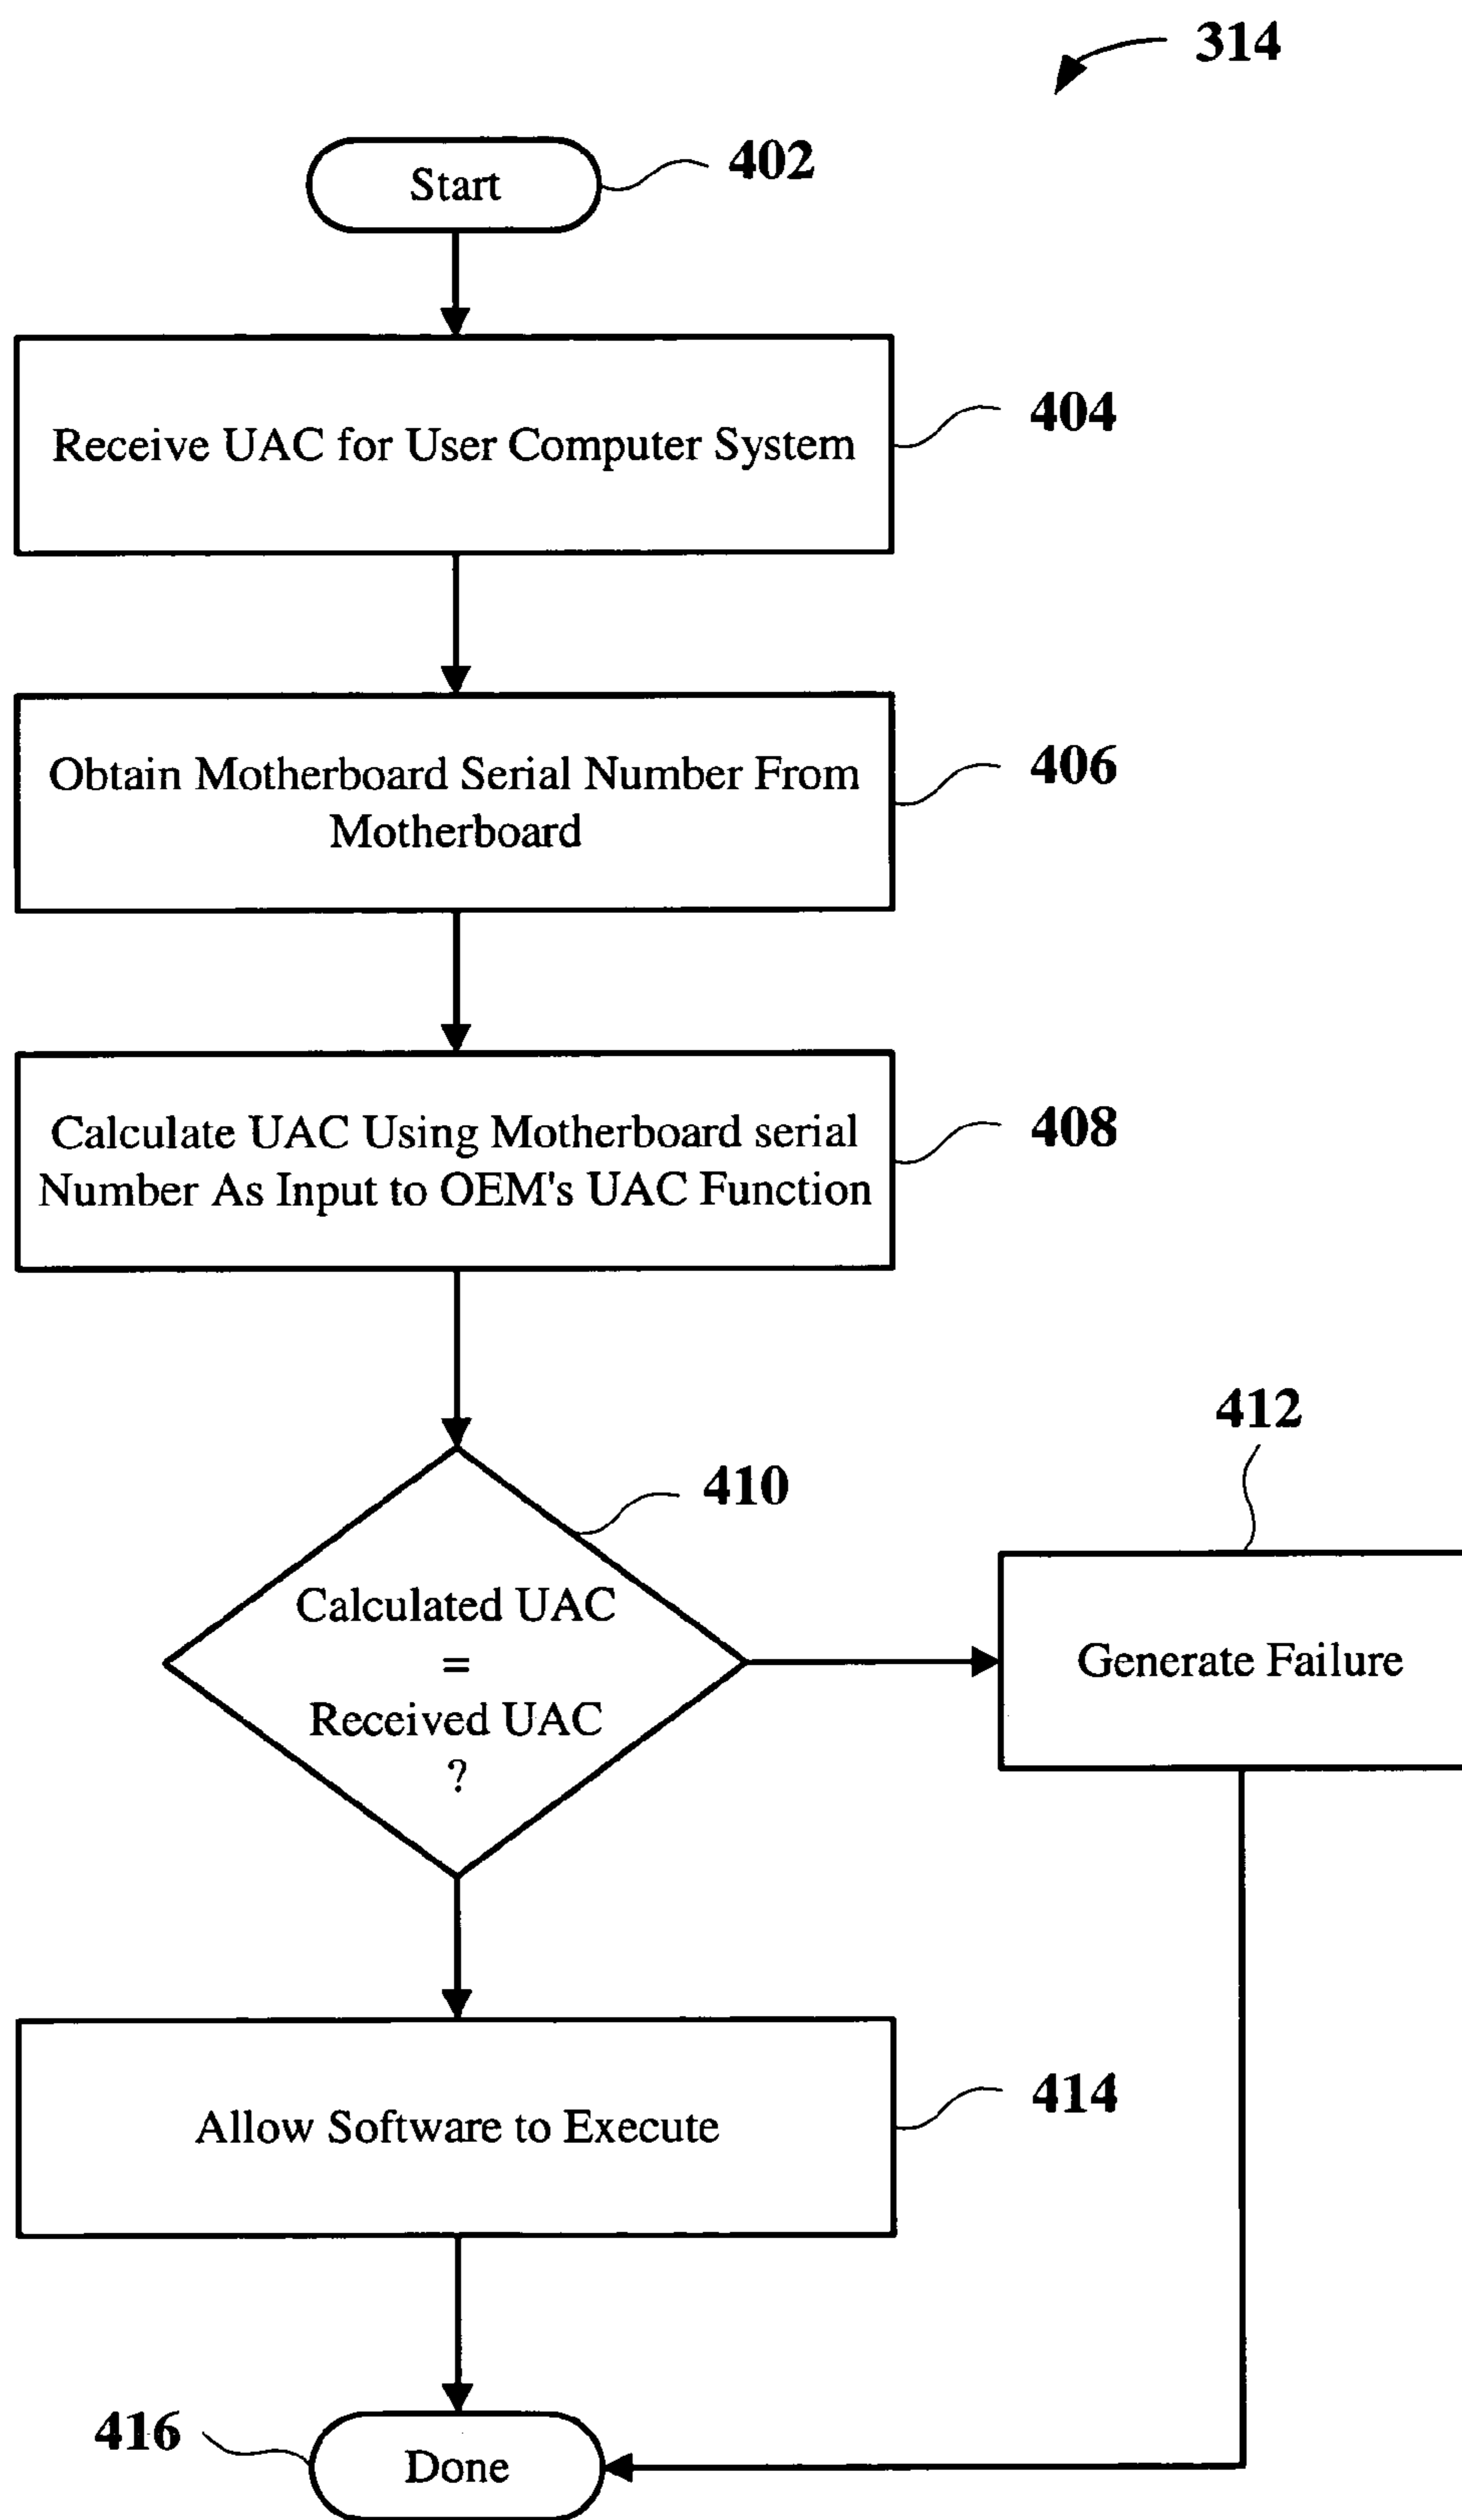 314
Start
402
Receive UAC for User Computer System
404
Obtain Motherboard Serial Number From
Motherboard
406
Calculate UAC Using Motherboard serial
Number As Input to OEM's UAC Function
408
410
Calculated UAC
=
Received UAC
?
412
Generate Failure
Allow Software to Execute
414
416
Done